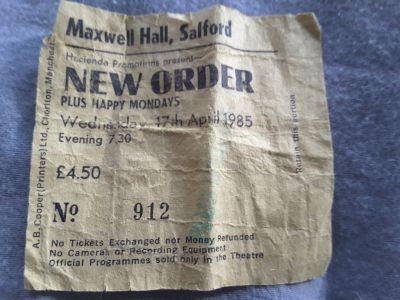 Maxwell Hall, Salford
Hacienda Promotions present—
NEW ORDER
PLUS HAPPY MONDAYS
Wednesday 17th April 1985
Evening 7.30
£4.50
No 912
No Tickets Exchanged nor Money Refunded
No Cameras or Recording Equipment
Official Programmes sold only in the Theatre
A.B. Cooper (Printers) Ltd., Chorlton, Manchest
Retain this portion